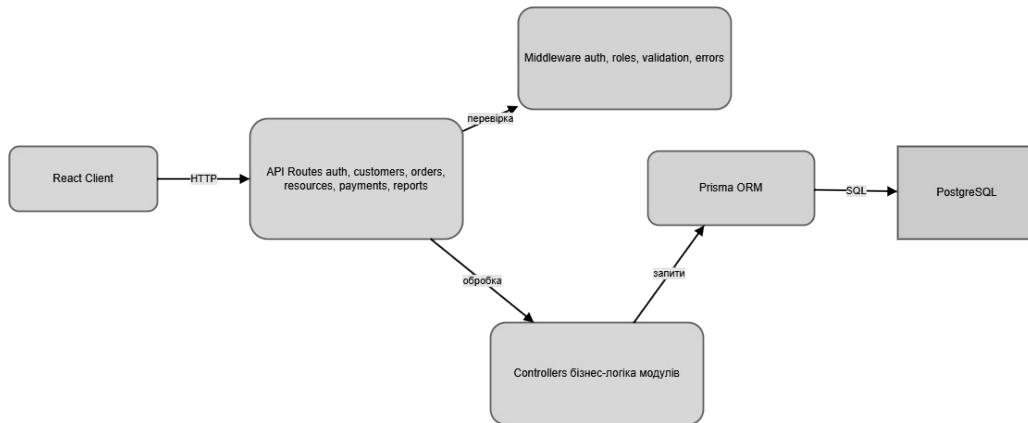 Middleware auth, roles, validation, errors
перевірка
React Client
HTTP
API Routes auth, customers, orders,
resources, payments, reports
Prisma ORM
SQL
PostgreSQL
обробка
запити
Controllers бізнес-логіка модулів